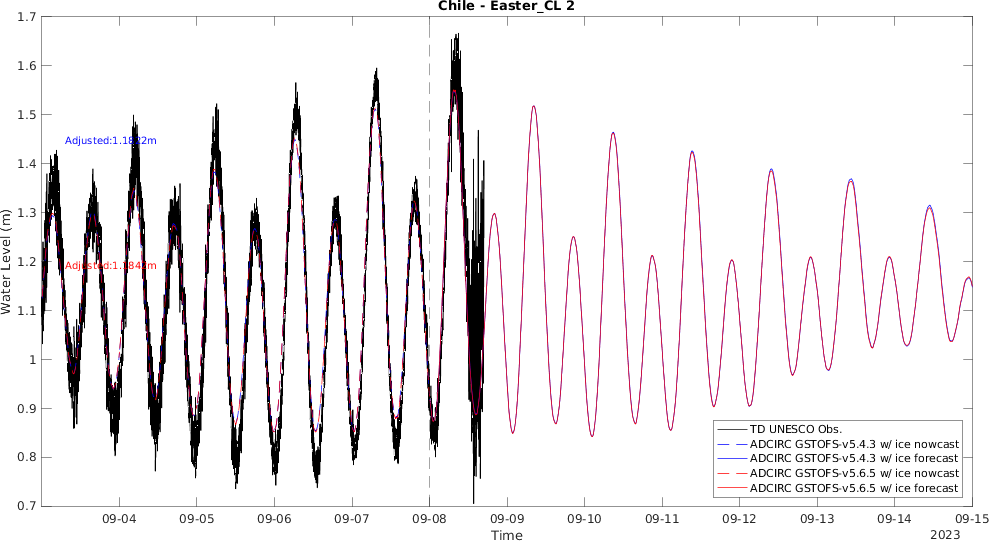 Chile - Easter_CL 2
1.7
1.6
1.5
1.4
1.3
1.2
1.1
1
0.9
0.8
0.7
Water Level (m)
Adjusted:1.1822m
TD UNESCO Obs.
ADCIRC GSTOFS-v5.4.3 w/ ice nowcast
ADCIRC GSTOFS-v5.4.3 w/ ice forecast
ADCIRC GSTOFS-v5.6.5 w/ ice nowcast
ADCIRC GSTOFS-v5.6.5 w/ ice forecast
09-04 09-05 09-06 09-07 09-08 09-09 09-10 09-11 09-12 09-13 09-14 09-15
Time
2023